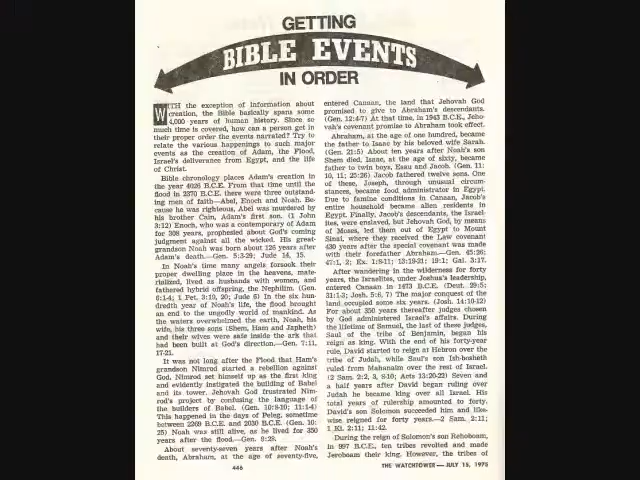 GETTING
BIBLE EVENTS
IN ORDER
WITH the exception of information about
creation, the Bible basically spans some
4,000 years of human history. Since so
much time is covered, how can a person get in
their proper order the events narrated? Try to
relate the various happenings to such major
events as the creation of Adam, the Flood,
Israel's deliverance from Egypt, and the life
of Christ.
Bible chronology places Adam's creation in
the year 4026 B.C.E. From that time until the
flood in 2370 B.C.E. there were three outstand-
ing men of faith—Abel, Enoch and Noah. Be-
cause he was righteous, Abel was murdered by
his brother Cain, Adam's first son. (1 John
3:12) Enoch, who was a contemporary of Adam
for 308 years, prophesied about God's coming
judgment against all the wicked. His great-
grandson Noah was born about 126 years after
Adam's death.—Gen. 5:3-29; Jude 14, 15.
In Noah's time many angels forsook their
proper dwelling place in the heavens, mate-
rialized, lived as husbands with women, and
fathered hybrid offspring, the Nephilim. (Gen.
6:1-4; 1 Pet. 3:19, 20; Jude 6) In the six hun-
dredth year of Noah's life, the flood brought
an end to the ungodly world of mankind. As
the waters overwhelmed the earth, Noah, his
wife, his three sons (Shem, Ham and Japheth)
and their wives were safe inside the ark that
had been built at God's direction.—Gen. 7:11,
17-21.
It was not long after the Flood that Ham's
grandson Nimrod started a rebellion against
God. Nimrod set himself up as the first king
and evidently instigated the building of Babel
and its tower. Jehovah God frustrated Nim-
rod's project by confusing the language of
the builders of Babel. (Gen. 10:8-10; 11:1-4)
This happened in the days of Peleg, sometime
between 2269 B.C.E. and 2030 B.C.E. (Gen. 10:
25) Noah was still alive, as he lived for 350
years after the flood.—Gen. 9:28.
About seventy-seven years after Noah's
death, Abraham, at the age of seventy-five,
446
entered Canaan, the land that Jehovah God
promised to give to Abraham's descendants.
(Gen. 12:4-7) At that time, in 1943 B.C.E., Jeho-
vah's covenant promise to Abraham took effect.
Abraham, at the age of one hundred, became
the father to Isaac by his beloved wife Sarah.
(Gen. 21:5) About ten years after Noah's son
Shem died, Isaac, at the age of sixty, became
father to twin boys, Esau and Jacob. (Gen. 11:
10, 11; 25:26) Jacob fathered twelve sons. One
of these, Joseph, through unusual circum-
stances, became food administrator in Egypt.
Due to famine conditions in Canaan, Jacob's
entire household became alien residents in
Egypt. Finally, Jacob's descendants, the Israel-
ites, were enslaved, but Jehovah God, by means
of Moses, led them out of Egypt to Mount
Sinai, where they received the Law covenant
430 years after the special covenant was made
with their forefather Abraham.—Gen. 45:26;
47:1, 2; Ex. 1:8-11; 13:18-21; 19:1; Gal. 3:17.
After wandering in the wilderness for forty
years, the Israelites, under Joshua's leadership,
entered Canaan in 1473 B.C.E. (Deut. 29:5;
31:1-3; Josh. 5:6, 7) The major conquest of the
land occupied some six years. (Josh. 14:10-12)
For about 350 years thereafter judges chosen
by God administered Israel's affairs. During
the lifetime of Samuel, the last of these judges,
Saul of the tribe of Benjamin, began his
reign as king. With the end of his forty-year
rule, David started to reign at Hebron over the
tribe of Judah, while Saul's son Ish-bosheth
ruled from Mahanaim over the rest of Israel.
(2 Sam. 2:2, 3, 8-10; Acts 13:20-22) Seven and
a half years after David began ruling over
Judah he became king over all Israel. His
total years of rulership amounted to forty.
David's son Solomon succeeded him and like-
wise reigned for forty years.—2 Sam. 2:11;
1 Ki. 2:11; 11:42.
During the reign of Solomon's son Rehoboam,
in 997 B.C.E., ten tribes revolted and made
Jeroboam their king. However, the tribes of
THE WATCHTOWER—JULY 15, 1975